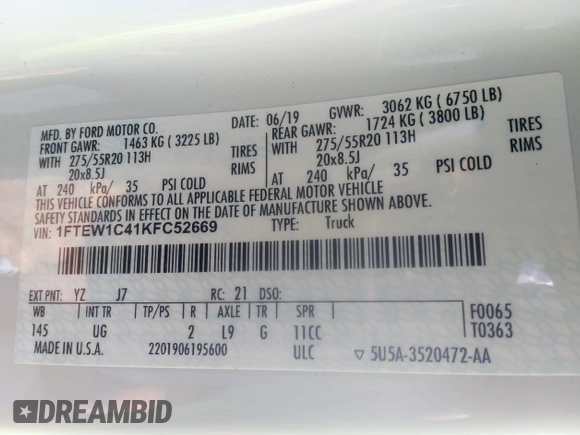 MFD. BY FORD MOTOR CO.
DATE: 06/19 GVWR: 3062 KG ( 6750 LB)
FRONT GAWR: 1463 KG ( 3225 LB) REAR GAWR: 1724 KG ( 3800 LB)
WITH 275/55R20 113H TIRES WITH 275/55R20 113H TIRES
20x8.5J RIMS 20x8.5J RIMS
AT 240 kPa/ 35 PSI COLD AT 240 kPa/ 35 PSI COLD
THIS VEHICLE CONFORMS TO ALL APPLICABLE FEDERAL MOTOR VEHICLE
SAFETY STANDARDS IN EFFECT ON THE DATE OF MANUFACTURE SHOWN ABOVE.
VIN: 1FTEW1C41KFC52669 TYPE: Truck
EXT PNT: YZ J7 RC: 21 DSO:
WB INT TR TP/PS R AXLE TR SPR F0065
145 UG 2 L9 G 11CC T0363
MADE IN U.S.A. 2201906195600 ULC ▽ 5U5A-3520472-AA
DREAMBID